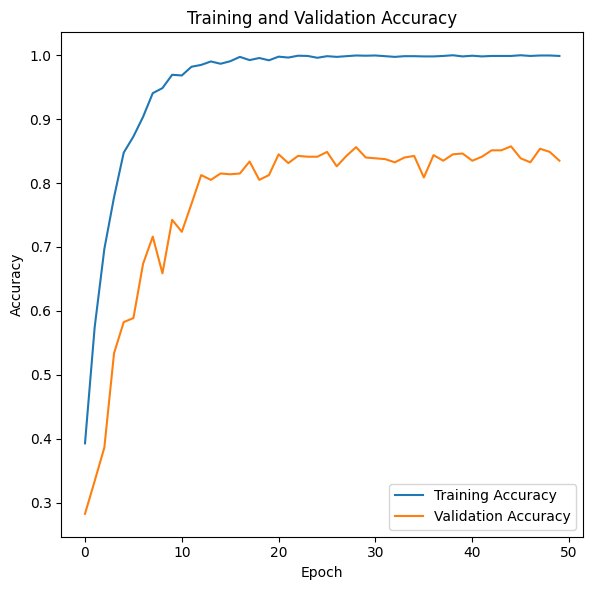 Training and Validation Accuracy
1.0
0.9
0.8
0.7
0.6
0.5
0.4
0.3
Accuracy
Training Accuracy
Validation Accuracy
0
10
20
30
40
50
Epoch